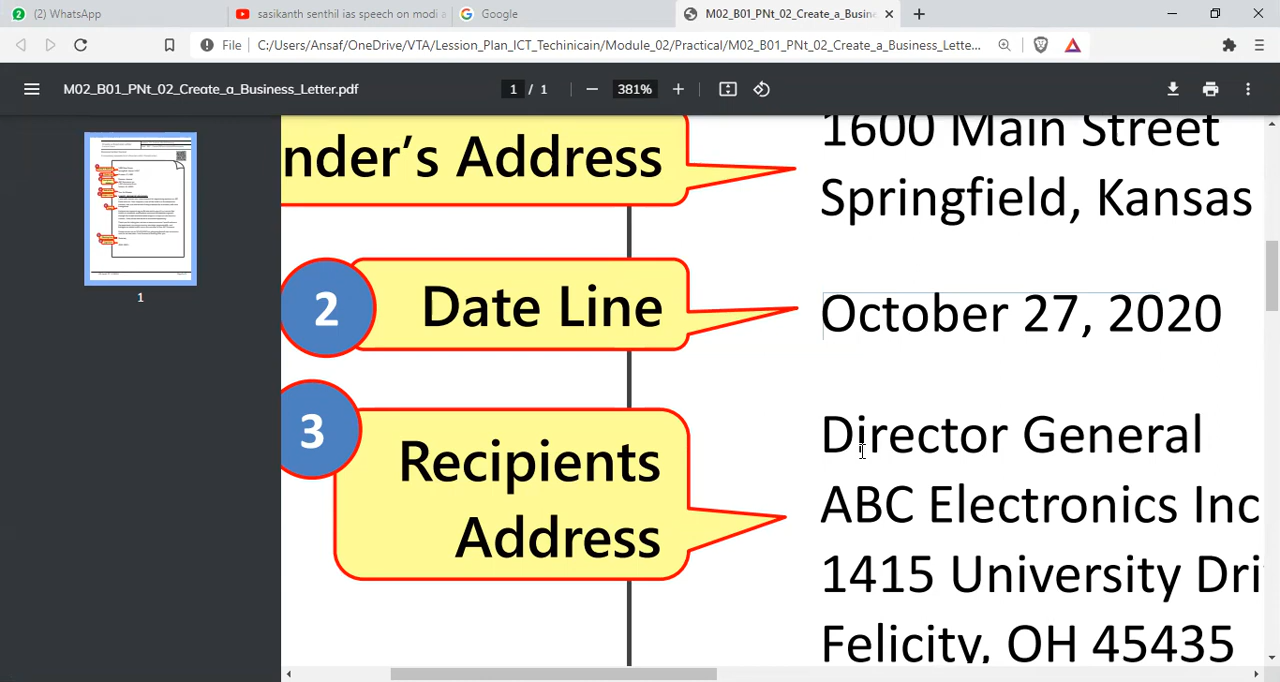 (2) WhatsApp
sasikanth senthil ias speech on modi a
Google
M02_B01_PNt_02_Create_a_Busin
File
C:/Users/Ansaf/OneDrive/VTA/Lession_Plan_ICT_Techinicain/Module_02/Practical/M02_B01_PNt_02_Create_a_Business_Lette...
M02_B01_PNt_02_Create_a_Business_Letter.pdf
1 / 1
381%
1
nder’s Address
1600 Main Street
Springfield, Kansas
2
Date Line
October 27, 2020
3
Recipients
Address
Director General
ABC Electronics Inc
1415 University Dri
Felicity, OH 45435